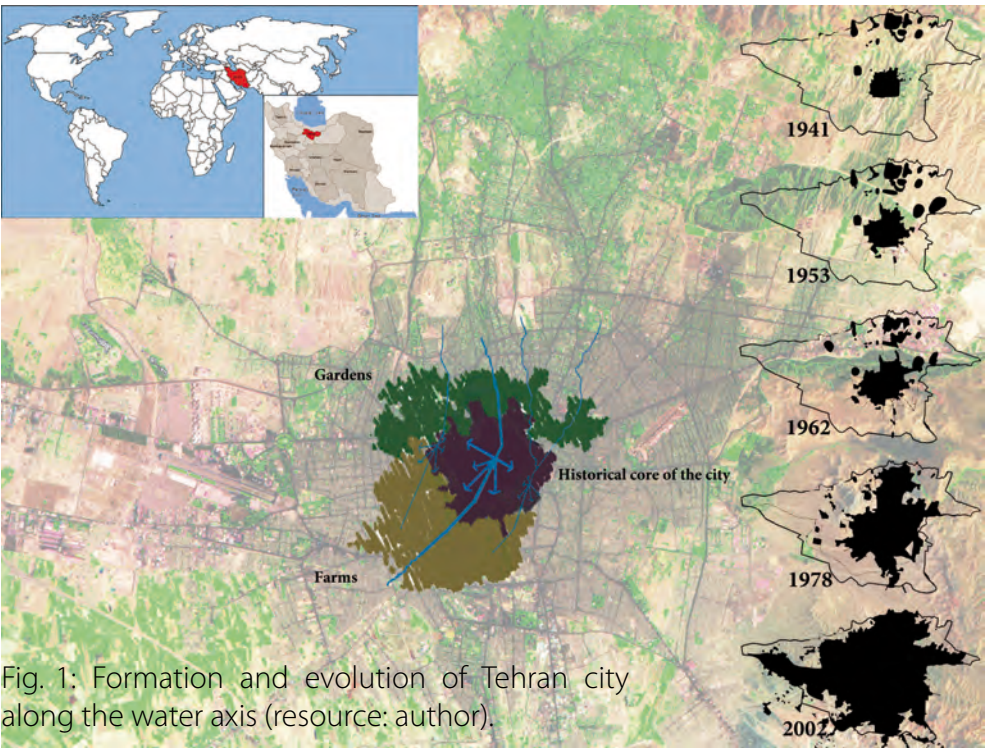 1941
1953
Gardens
1962
Historical core of the city
1978
Farms
Fig. 1: Formation and evolution of Tehran city
along the water axis (resource: author).
2002